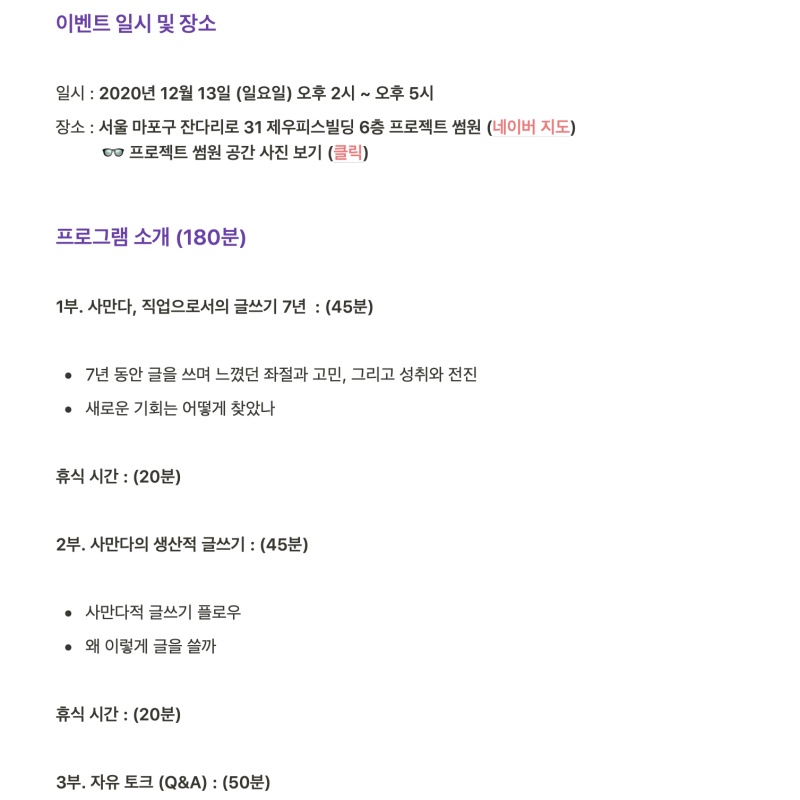 이벤트 일시 및 장소
일시 : 2020년 12월 13일 (일요일) 오후 2시 ~ 오후 5시
장소 : 서울 마포구 잔다리로 31 제우피스빌딩 6층 프로젝트 썸원 (네이버 지도)
👓 프로젝트 썸원 공간 사진 보기 (클릭)
프로그램 소개 (180분)
1부. 사만다, 직업으로서의 글쓰기 7년 : (45분)
• 7년 동안 글을 쓰며 느꼈던 좌절과 고민, 그리고 성취와 전진
• 새로운 기회는 어떻게 찾았나
휴식 시간 : (20분)
2부. 사만다의 생산적 글쓰기 : (45분)
• 사만다적 글쓰기 플로우
• 왜 이렇게 글을 쓸까
휴식 시간 : (20분)
3부. 자유 토크 (Q&A) : (50분)